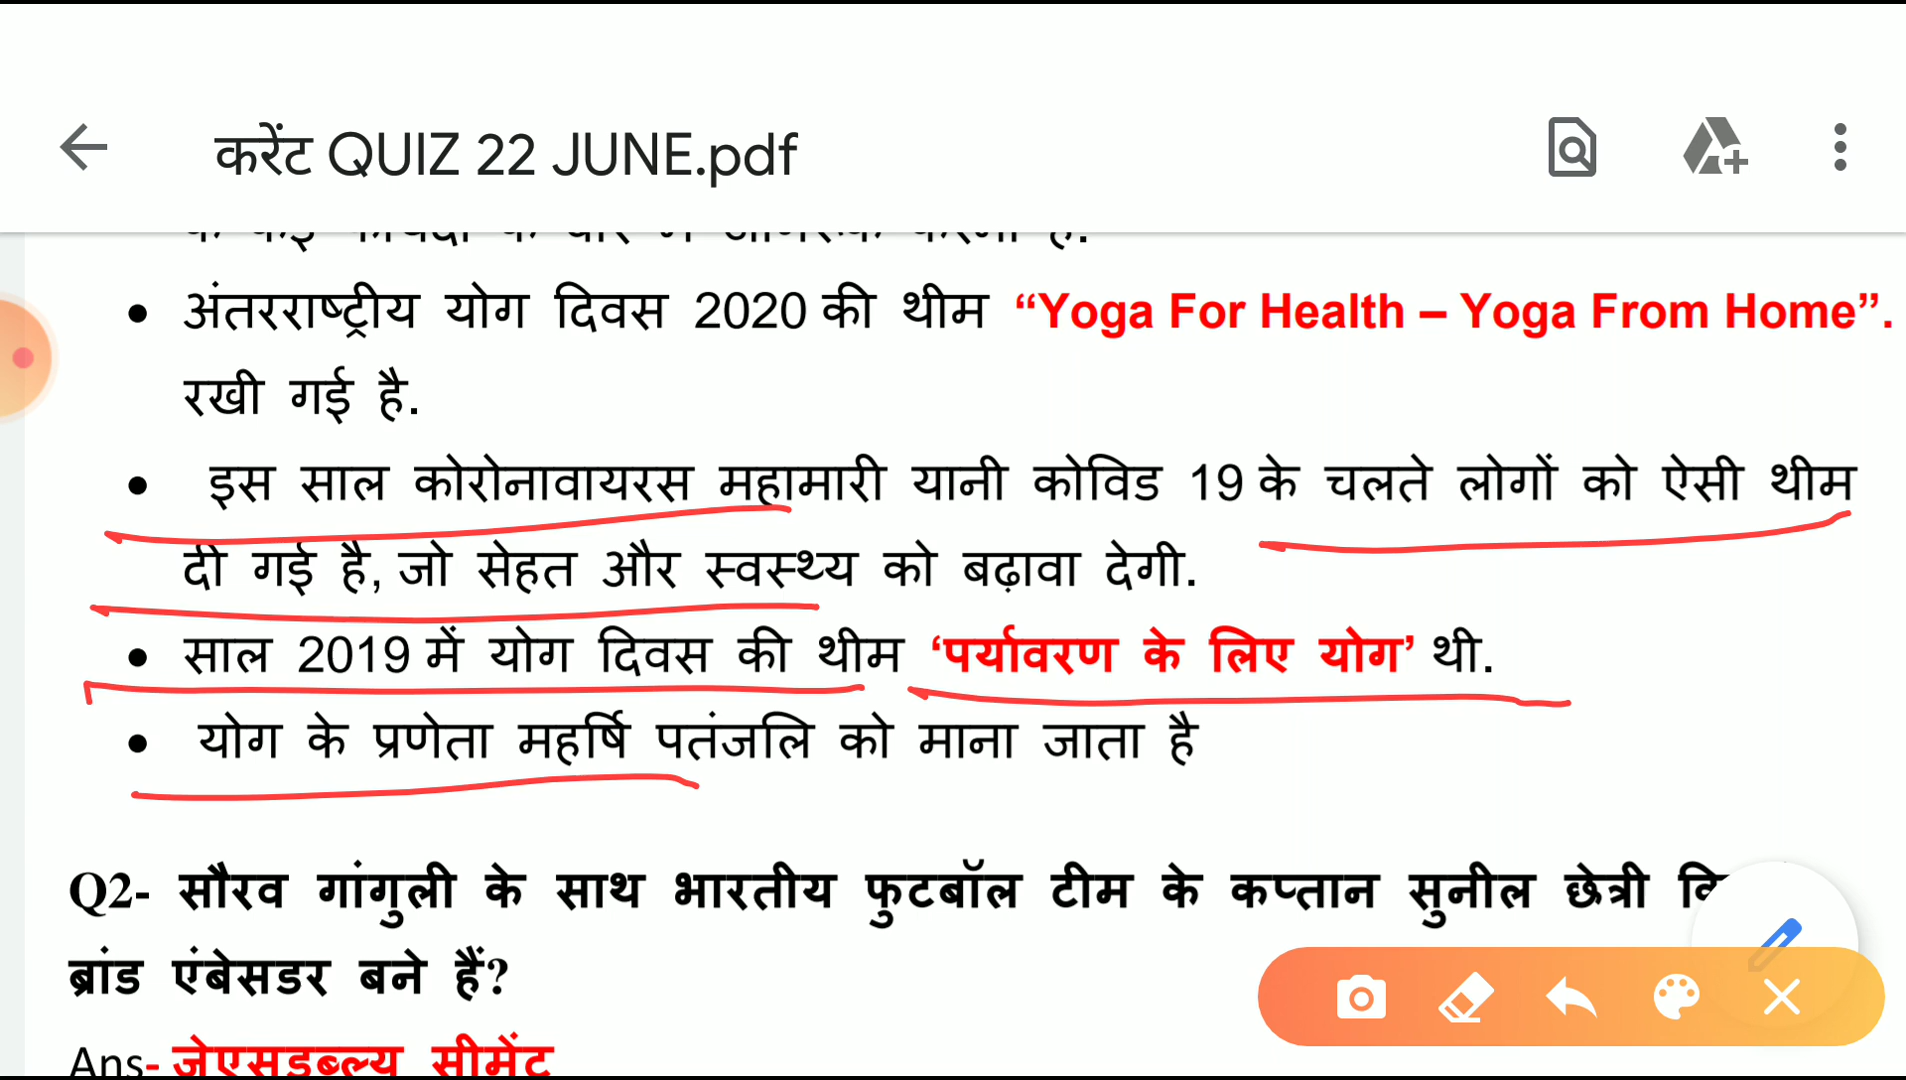 करेंट QUIZ 22 JUNE.pdf
अंतरराष्ट्रीय योग दिवस 2020 की थीम “Yoga For Health – Yoga From Home”.
रखी गई है.
इस साल कोरोनावायरस महामारी यानी कोविड 19 के चलते लोगों को ऐसी थीम
दी गई है, जो सेहत और स्वस्थ्य को बढ़ावा देगी.
साल 2019 में योग दिवस की थीम ‘पर्यावरण के लिए योग’ थी.
योग के प्रणेता महर्षि पतंजलि को माना जाता है
Q2- सौरव गांगुली के साथ भारतीय फुटबॉल टीम के कप्तान सुनील छेत्री
ब्रांड एंबेसडर बने हैं?
Ans- जेएसडब्ल्यू सीमेंट